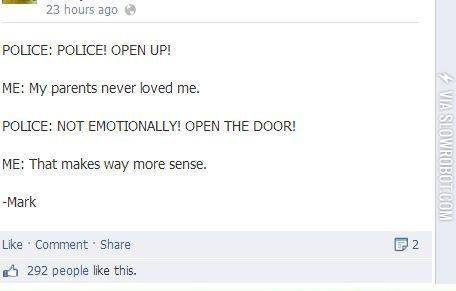 23 hours ago
POLICE: POLICE! OPEN UP!
ME: My parents never loved me.
POLICE: NOT EMOTIONALLY! OPEN THE DOOR!
ME: That makes way more sense.
-Mark
Like · Comment · Share
2
292 people like this.
VIA SLOWROBOT.COM